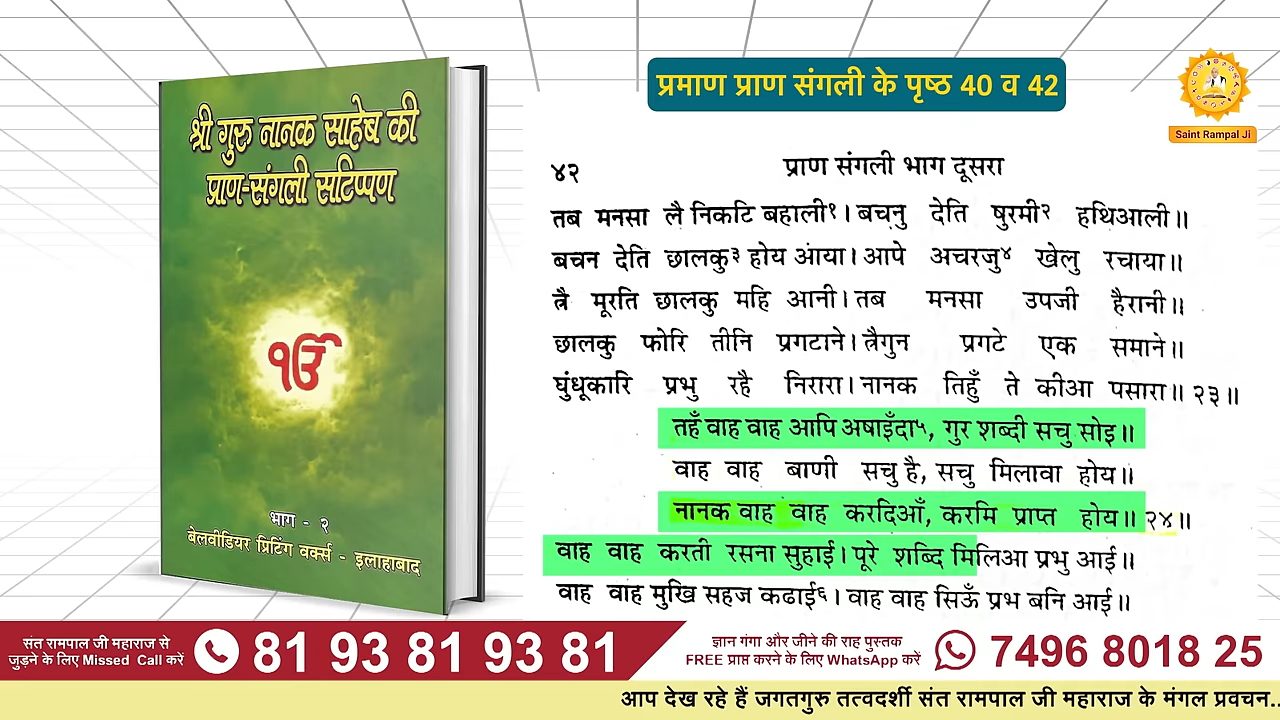 श्री गुरु नानक साहेब की
प्राण-संगली सटिप्पण
ੴ
भाग - २
बेलवीडियर प्रिटिंग वर्क्स - इलाहाबाद
प्रमाण प्राण संगली के पृष्ठ 40 व 42
Saint Rampal Ji
४२ प्राण संगली भाग दूसरा
तब मनसा लै निकटि बहाली१। बचनु देति षुरमी२ हथिआली॥
बचन देति छालकु३ होय आंया। आपे अचरजु४ खेलु रचाया॥
त्रै मूरति छालकु महि आनी। तब मनसा उपजी हैरानी॥
छालकु फोरि तीनि प्रगटाने। त्रैगुन प्रगटे एक समाने॥
घुंधूकारि प्रभु रहै निरारा। नानक तिहुँ ते कीआ पसारा॥ २३॥
तहँ वाह वाह आपि अषाइँदा५, गुर शब्दी सचु सोइ॥
वाह वाह बाणी सचु है, सचु मिलावा होय॥
नानक वाह वाह करदिआँ, करमि प्राप्त होय॥ २४॥
वाह वाह करती रसना सुहाई। पूरे शब्दि मिलिआ प्रभु आई॥
वाह वाह मुखि सहज कढाई६। वाह वाह सिऊँ प्रभ बनि आई॥
संत रामपाल जी महाराज से
जुड़ने के लिए Missed Call करें
81 93 81 93 81
ज्ञान गंगा और जीने की राह पुस्तक
FREE प्राप्त करने के लिए WhatsApp करें
7496 8018 25
आप देख रहे हैं जगतगुरु तत्वदर्शी संत रामपाल जी महाराज के मंगल प्रवचन..